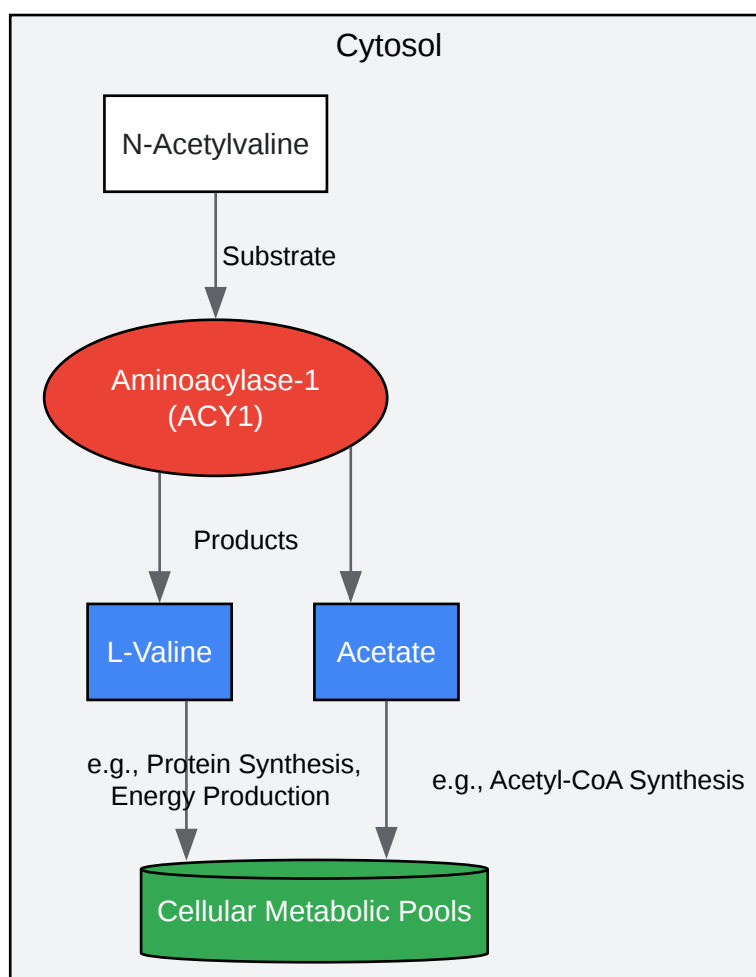 Cytosol
N-Acetylvaline
Substrate
Aminoacylase-1
(ACY1)
Products
L-Valine
Acetate
e.g., Protein Synthesis,
Energy Production
e.g., Acetyl-CoA Synthesis
Cellular Metabolic Pools